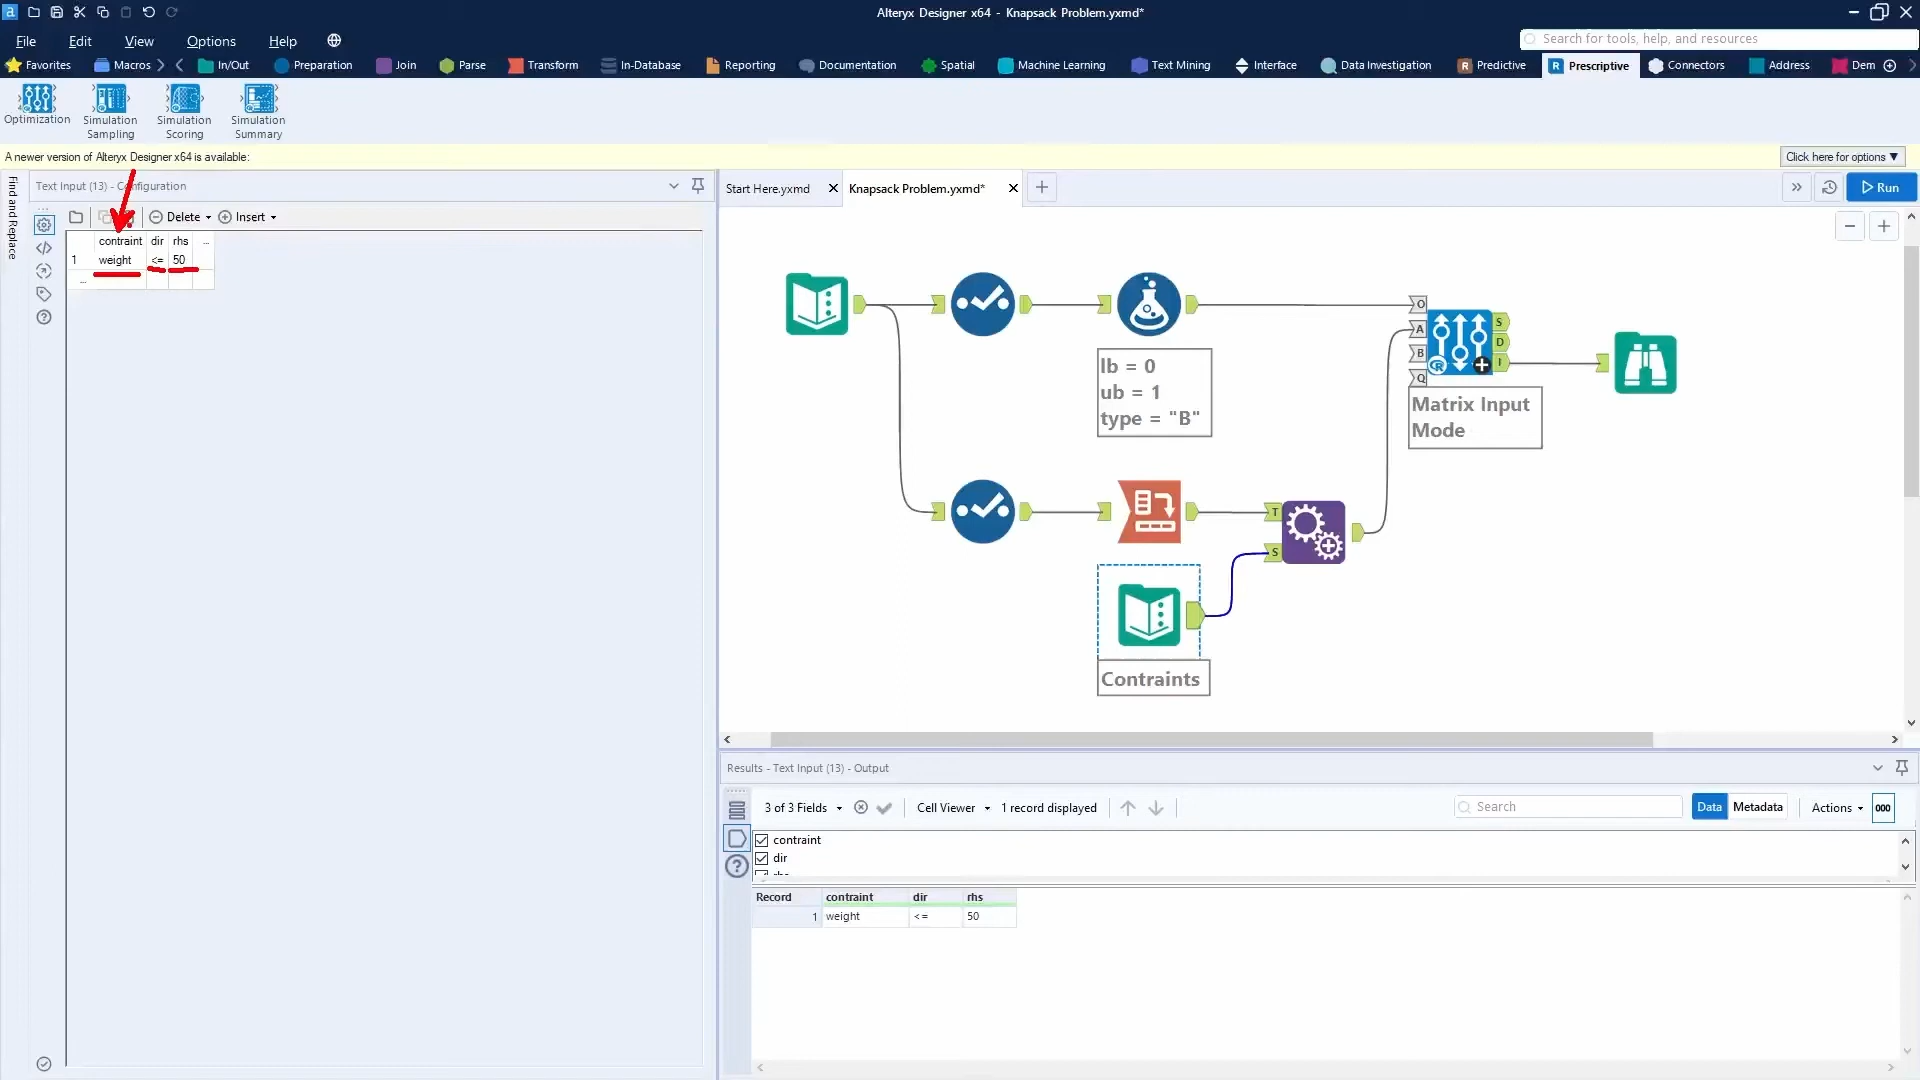 a
Alteryx Designer x64 - Knapsack Problem.yxmd*
File Edit View Options Help
Search for tools, help, and resources
Favorites Macros In/Out Preparation Join Parse Transform In-Database Reporting Documentation Spatial Machine Learning Text Mining Interface Data Investigation Predictive Prescriptive Connectors Address Dem
Optimization
Simulation
Sampling
Simulation
Scoring
Simulation
Summary
A newer version of Alteryx Designer x64 is available:
Click here for options ▼
Find and Replace
Text Input (13) - Configuration
Start Here.yxmd
Knapsack Problem.yxmd*
Run
Delete Insert
contraint dir rhs ...
1 weight <= 50
...
O
A
B
Q
S
D
I
lb = 0
ub = 1
type = "B"
Matrix Input
Mode
T
S
Contraints
Results - Text Input (13) - Output
3 of 3 Fields Cell Viewer 1 record displayed
Search
Data Metadata
Actions
000
contraint
dir
Record contraint dir rhs
1 weight <= 50